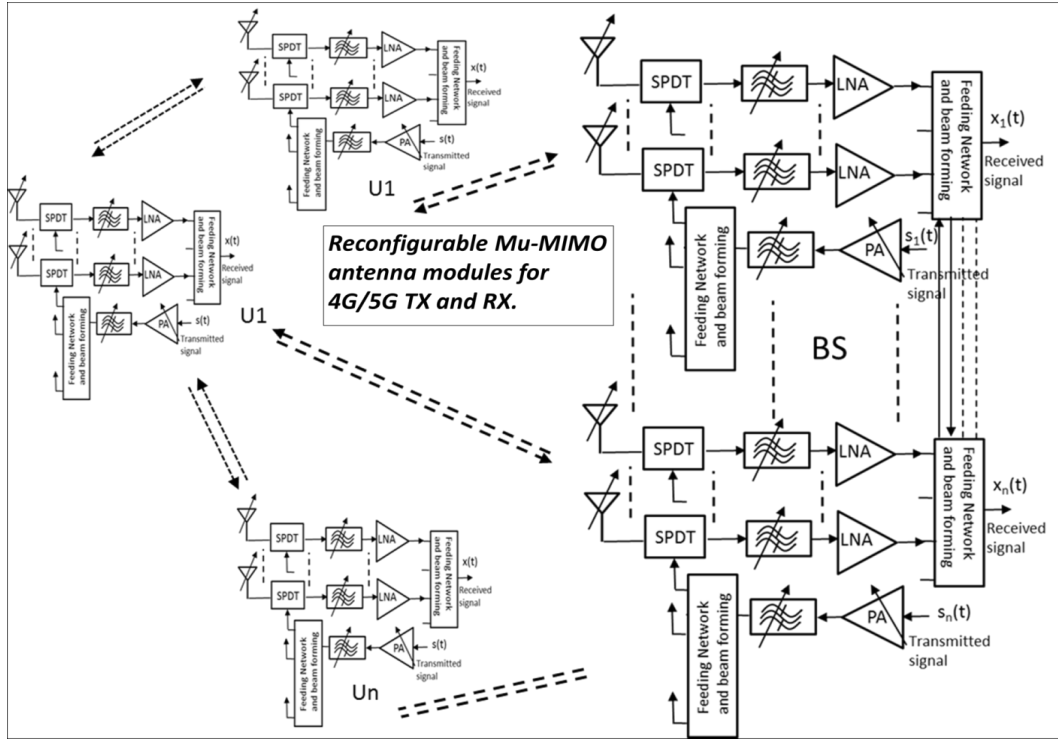 SPDT
LNA
SPDT
LNA
Feeding Network
and beam forming
x(t)
Received
signal
Feeding Network
and beam forming
PA
s(t)
Transmitted
signal
U1
SPDT
LNA
SPDT
LNA
Feeding Network
and beam forming
x(t)
Received
signal
Feeding Network
and beam forming
PA
s(t)
Transmitted
signal
U1
Reconfigurable Mu-MIMO
antenna modules for
4G/5G TX and RX.
SPDT
LNA
SPDT
LNA
Feeding Network
and beam forming
x(t)
Received
signal
Feeding Network
and beam forming
PA
s(t)
Transmitted
signal
Un
SPDT
LNA
SPDT
LNA
Feeding Network
and beam forming
x₁(t)
Received
signal
Feeding Network
and beam forming
PA
s₁(t)
Transmitted
signal
BS
SPDT
LNA
SPDT
LNA
Feeding Network
and beam forming
xₙ(t)
Received
signal
Feeding Network
and beam forming
PA
sₙ(t)
Transmitted
signal